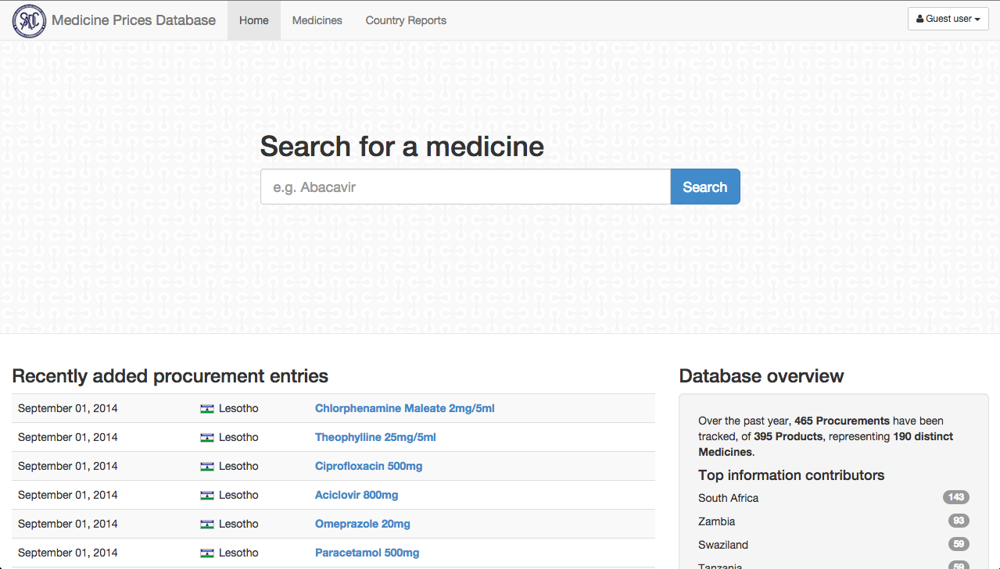 SADC Medicine Prices Database Home Medicines Country Reports Guest user
Search for a medicine
e.g. Abacavir Search
Recently added procurement entries
September 01, 2014 Lesotho Chlorphenamine Maleate 2mg/5ml
September 01, 2014 Lesotho Theophylline 25mg/5ml
September 01, 2014 Lesotho Ciprofloxacin 500mg
September 01, 2014 Lesotho Aciclovir 800mg
September 01, 2014 Lesotho Omeprazole 20mg
September 01, 2014 Lesotho Paracetamol 500mg
Database overview
Over the past year, 465 Procurements have been
tracked, of 395 Products, representing 190 distinct
Medicines.
Top information contributors
South Africa 143
Zambia 93
Swaziland 59
Tanzania 59